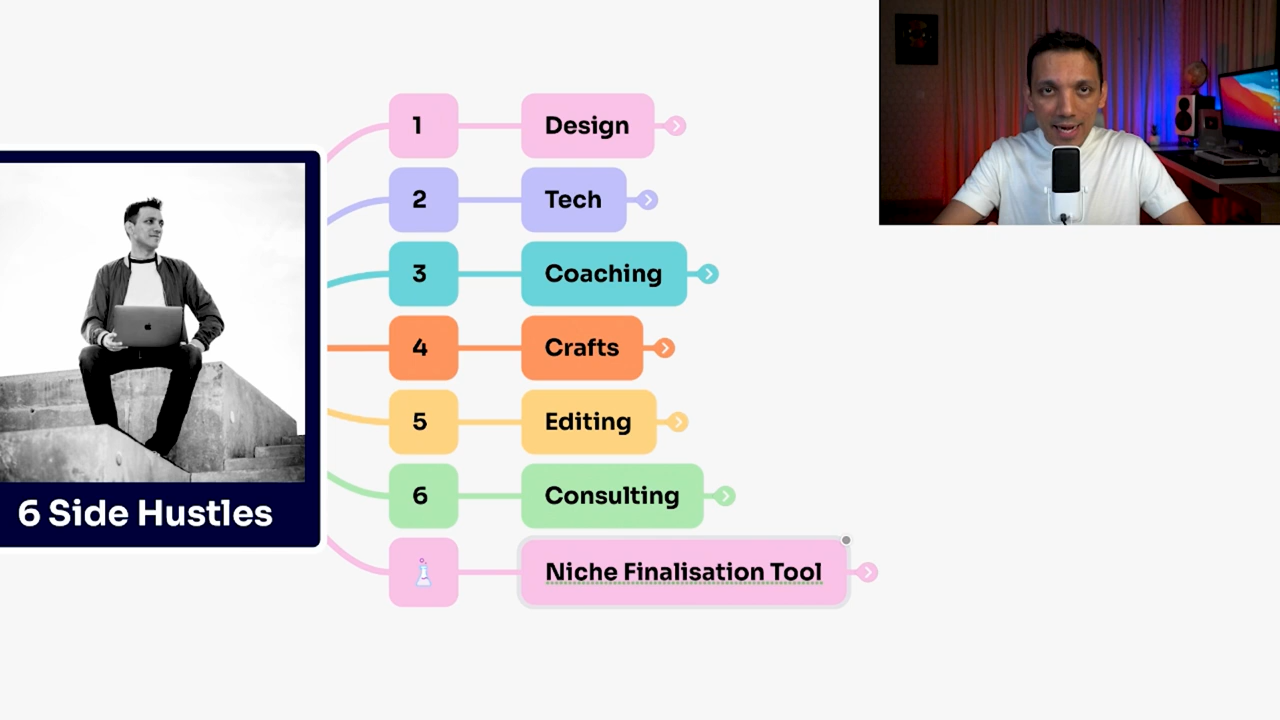 1
Design
2
Tech
3
Coaching
4
Crafts
5
Editing
6
Consulting
Niche Finalisation Tool
6 Side Hustles